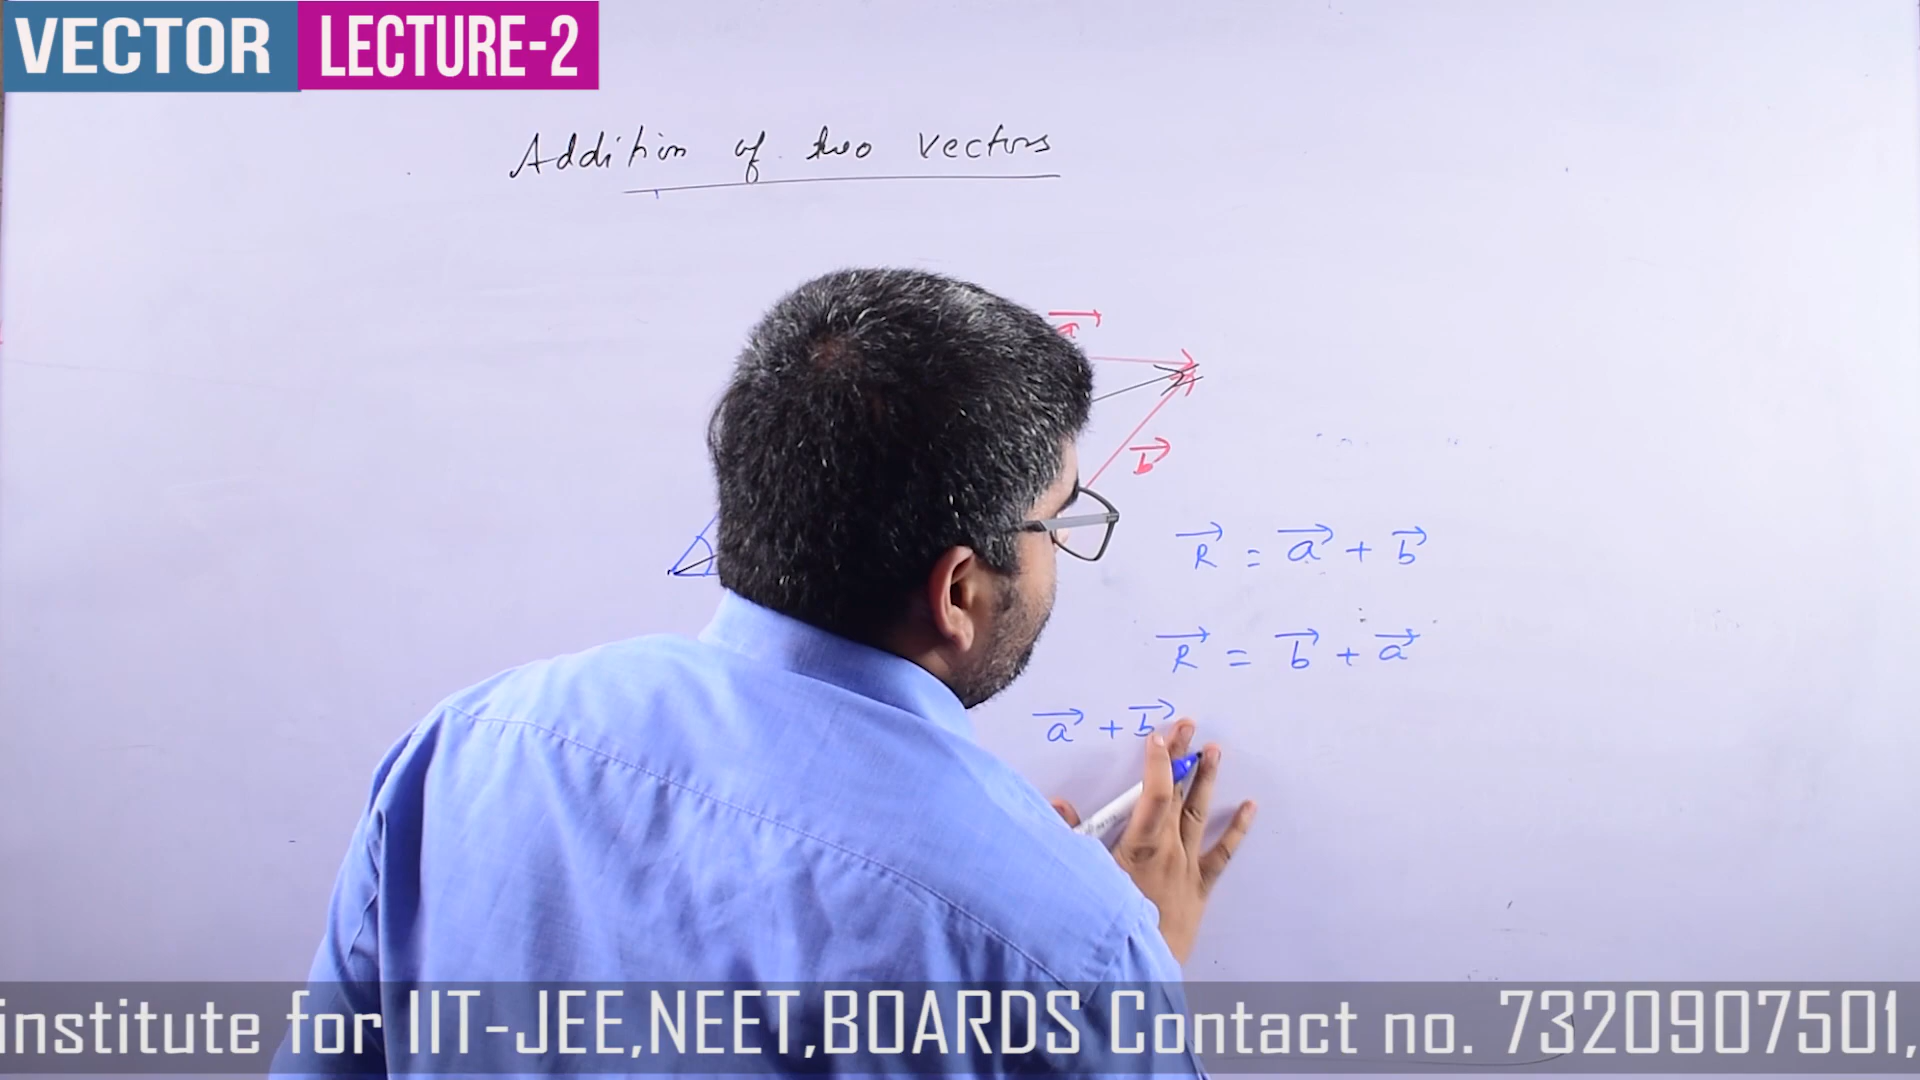 VECTOR LECTURE-2
Addition of two vectors
a⃗
b⃗
R⃗ = a⃗ + b⃗
R⃗ = b⃗ + a⃗
a⃗ + b⃗
institute for IIT-JEE,NEET,BOARDS Contact no. 7320907501,